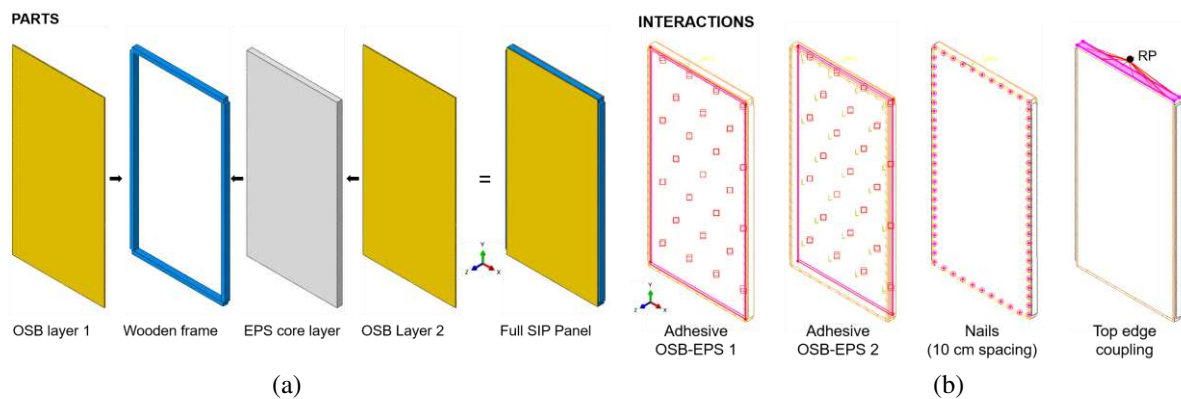 PARTS
OSB layer 1
Wooden frame
EPS core layer
OSB Layer 2
=
Full SIP Panel
Y
Z
X
(a)
INTERACTIONS
RP
Y
Z
X
Adhesive
OSB-EPS 1
Adhesive
OSB-EPS 2
Nails
(10 cm spacing)
Top edge
coupling
(b)